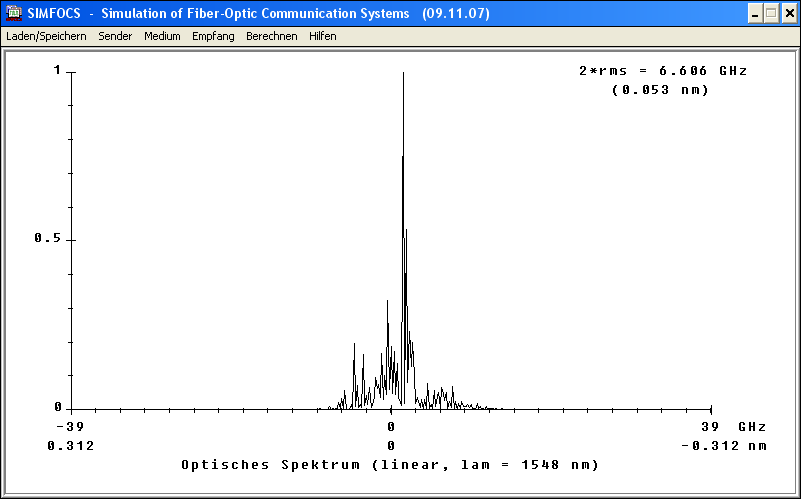 SIMFOCS - Simulation of Fiber-Optic Communication Systems (09.11.07)
Laden/Speichern Sender Medium Empfang Berechnen Hilfen
1
2*rms = 6.606 GHz
(0.053 nm)
0.5
0
-39 0 39 GHz
0.312 0 -0.312 nm
Optisches Spektrum (linear, lam = 1548 nm)